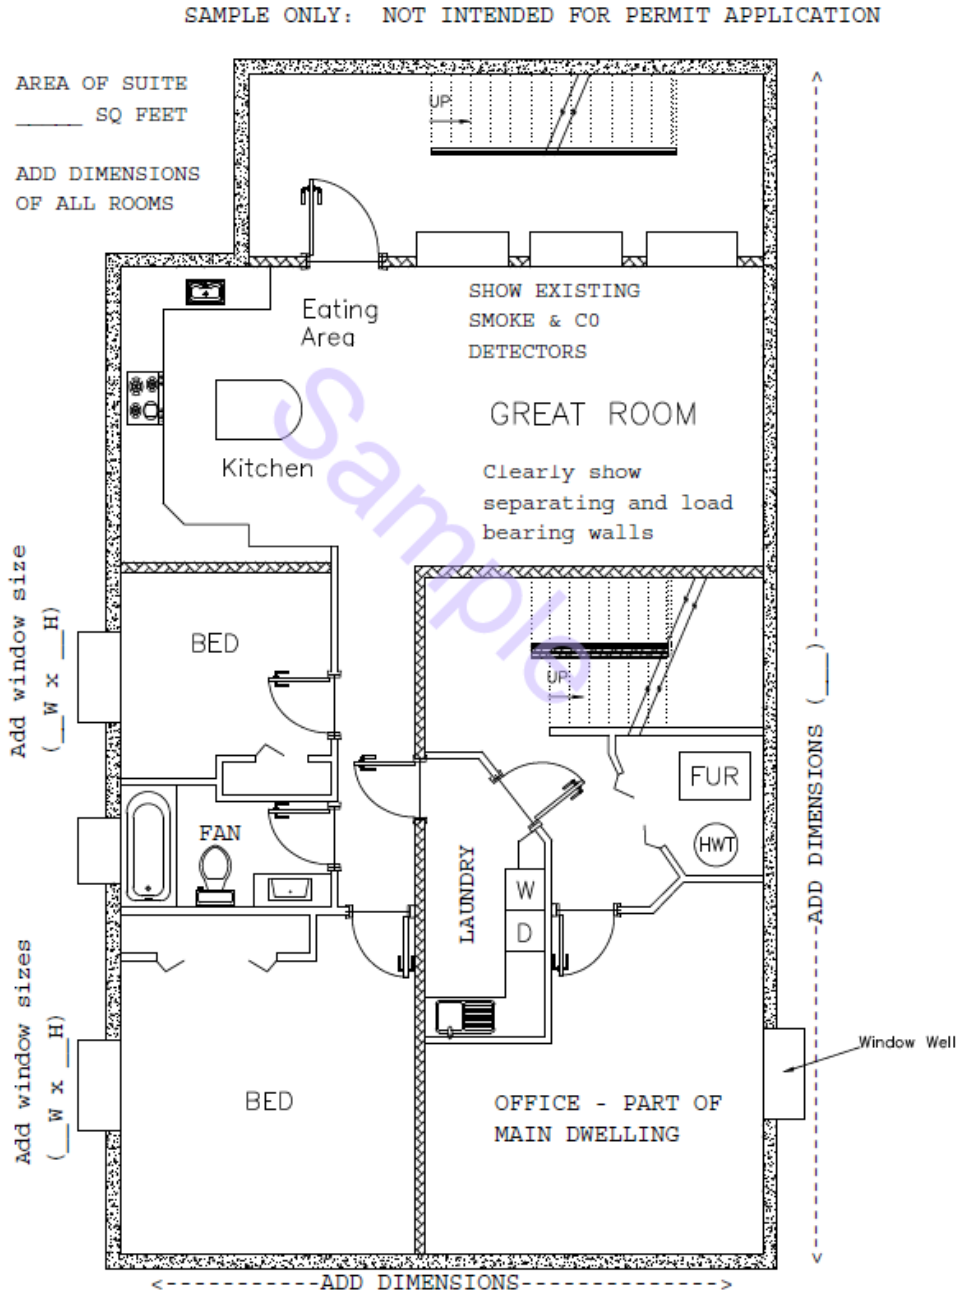 SAMPLE ONLY: NOT INTENDED FOR PERMIT APPLICATION
AREA OF SUITE
_____ SQ FEET
ADD DIMENSIONS
OF ALL ROOMS
UP
Eating
Area
SHOW EXISTING
SMOKE & C0
DETECTORS
GREAT ROOM
Kitchen
Clearly show
separating and load
bearing walls
Sample
Add window size
(__W x __H)
BED
UP
ADD DIMENSIONS (___)
FUR
FAN
HWT
LAUNDRY
W
D
Add window sizes
(__W x __H)
Window Well
BED
OFFICE - PART OF
MAIN DWELLING
<-----------ADD DIMENSIONS-------------->